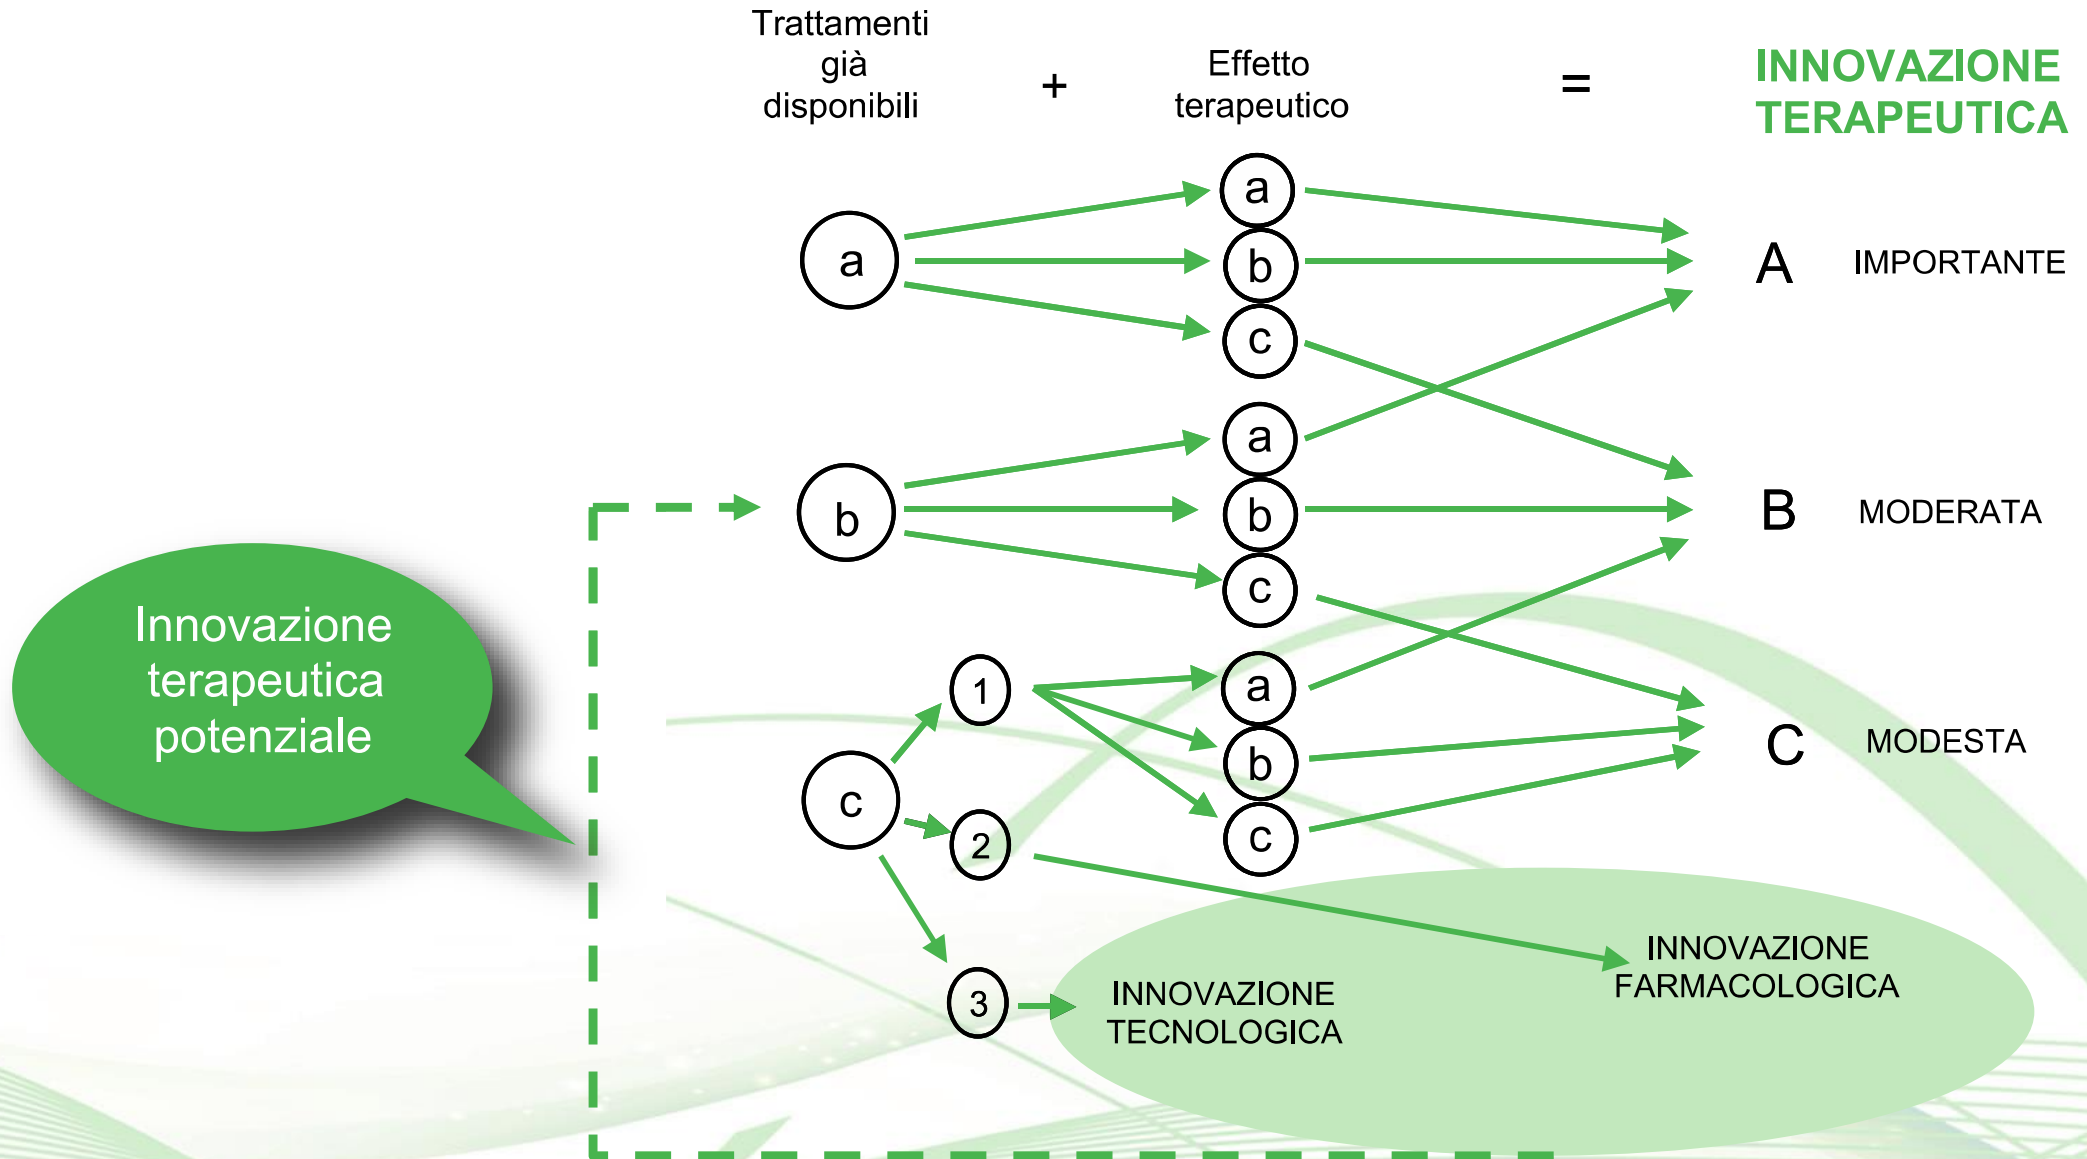 Trattamenti
già
disponibili
+
Effetto
terapeutico
=
INNOVAZIONE
TERAPEUTICA
a
a
b
c
A IMPORTANTE
b
a
b
c
B MODERATA
Innovazione
terapeutica
potenziale
c
1
2
3
a
b
c
C MODESTA
INNOVAZIONE
TECNOLOGICA
INNOVAZIONE
FARMACOLOGICA